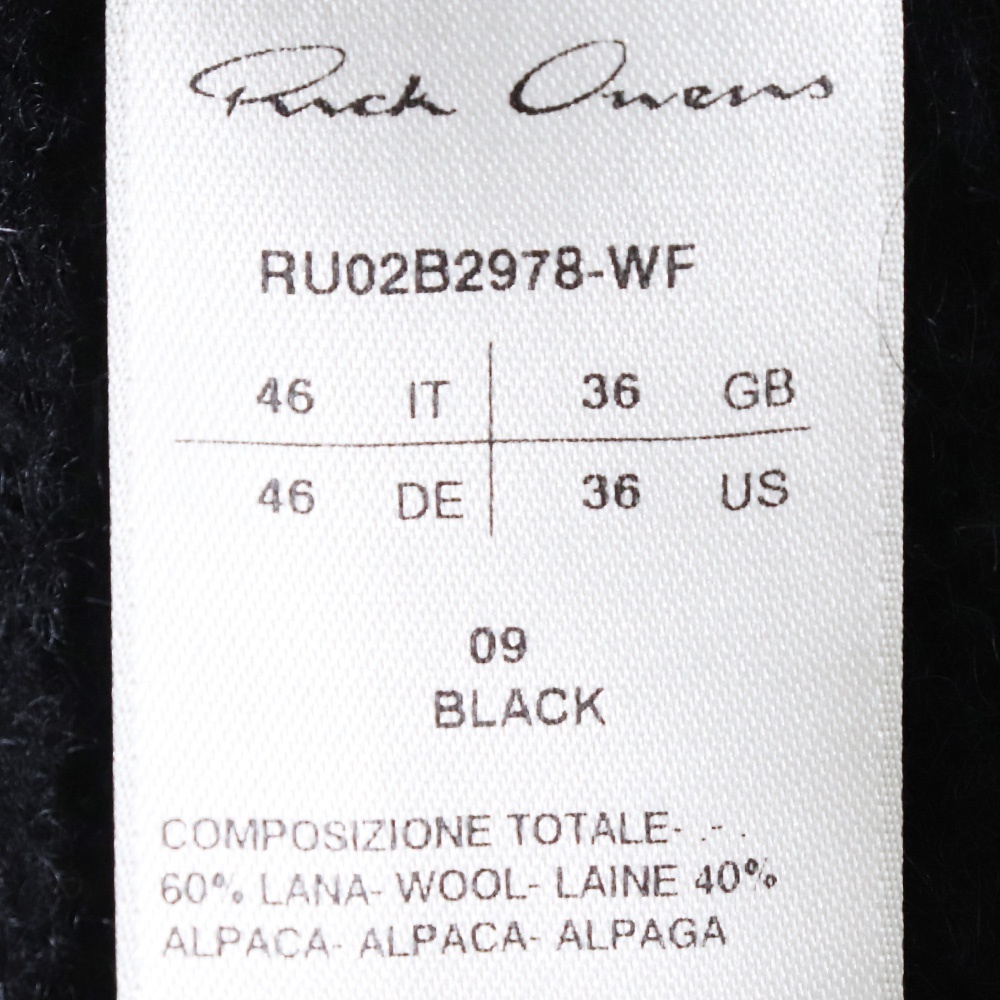 Rick Owens
RU02B2978-WF
46 IT 36 GB
46 DE 36 US
09
BLACK
COMPOSIZIONE TOTALE- .- .
60% LANA- WOOL- LAINE 40%
ALPACA- ALPACA- ALPAGA